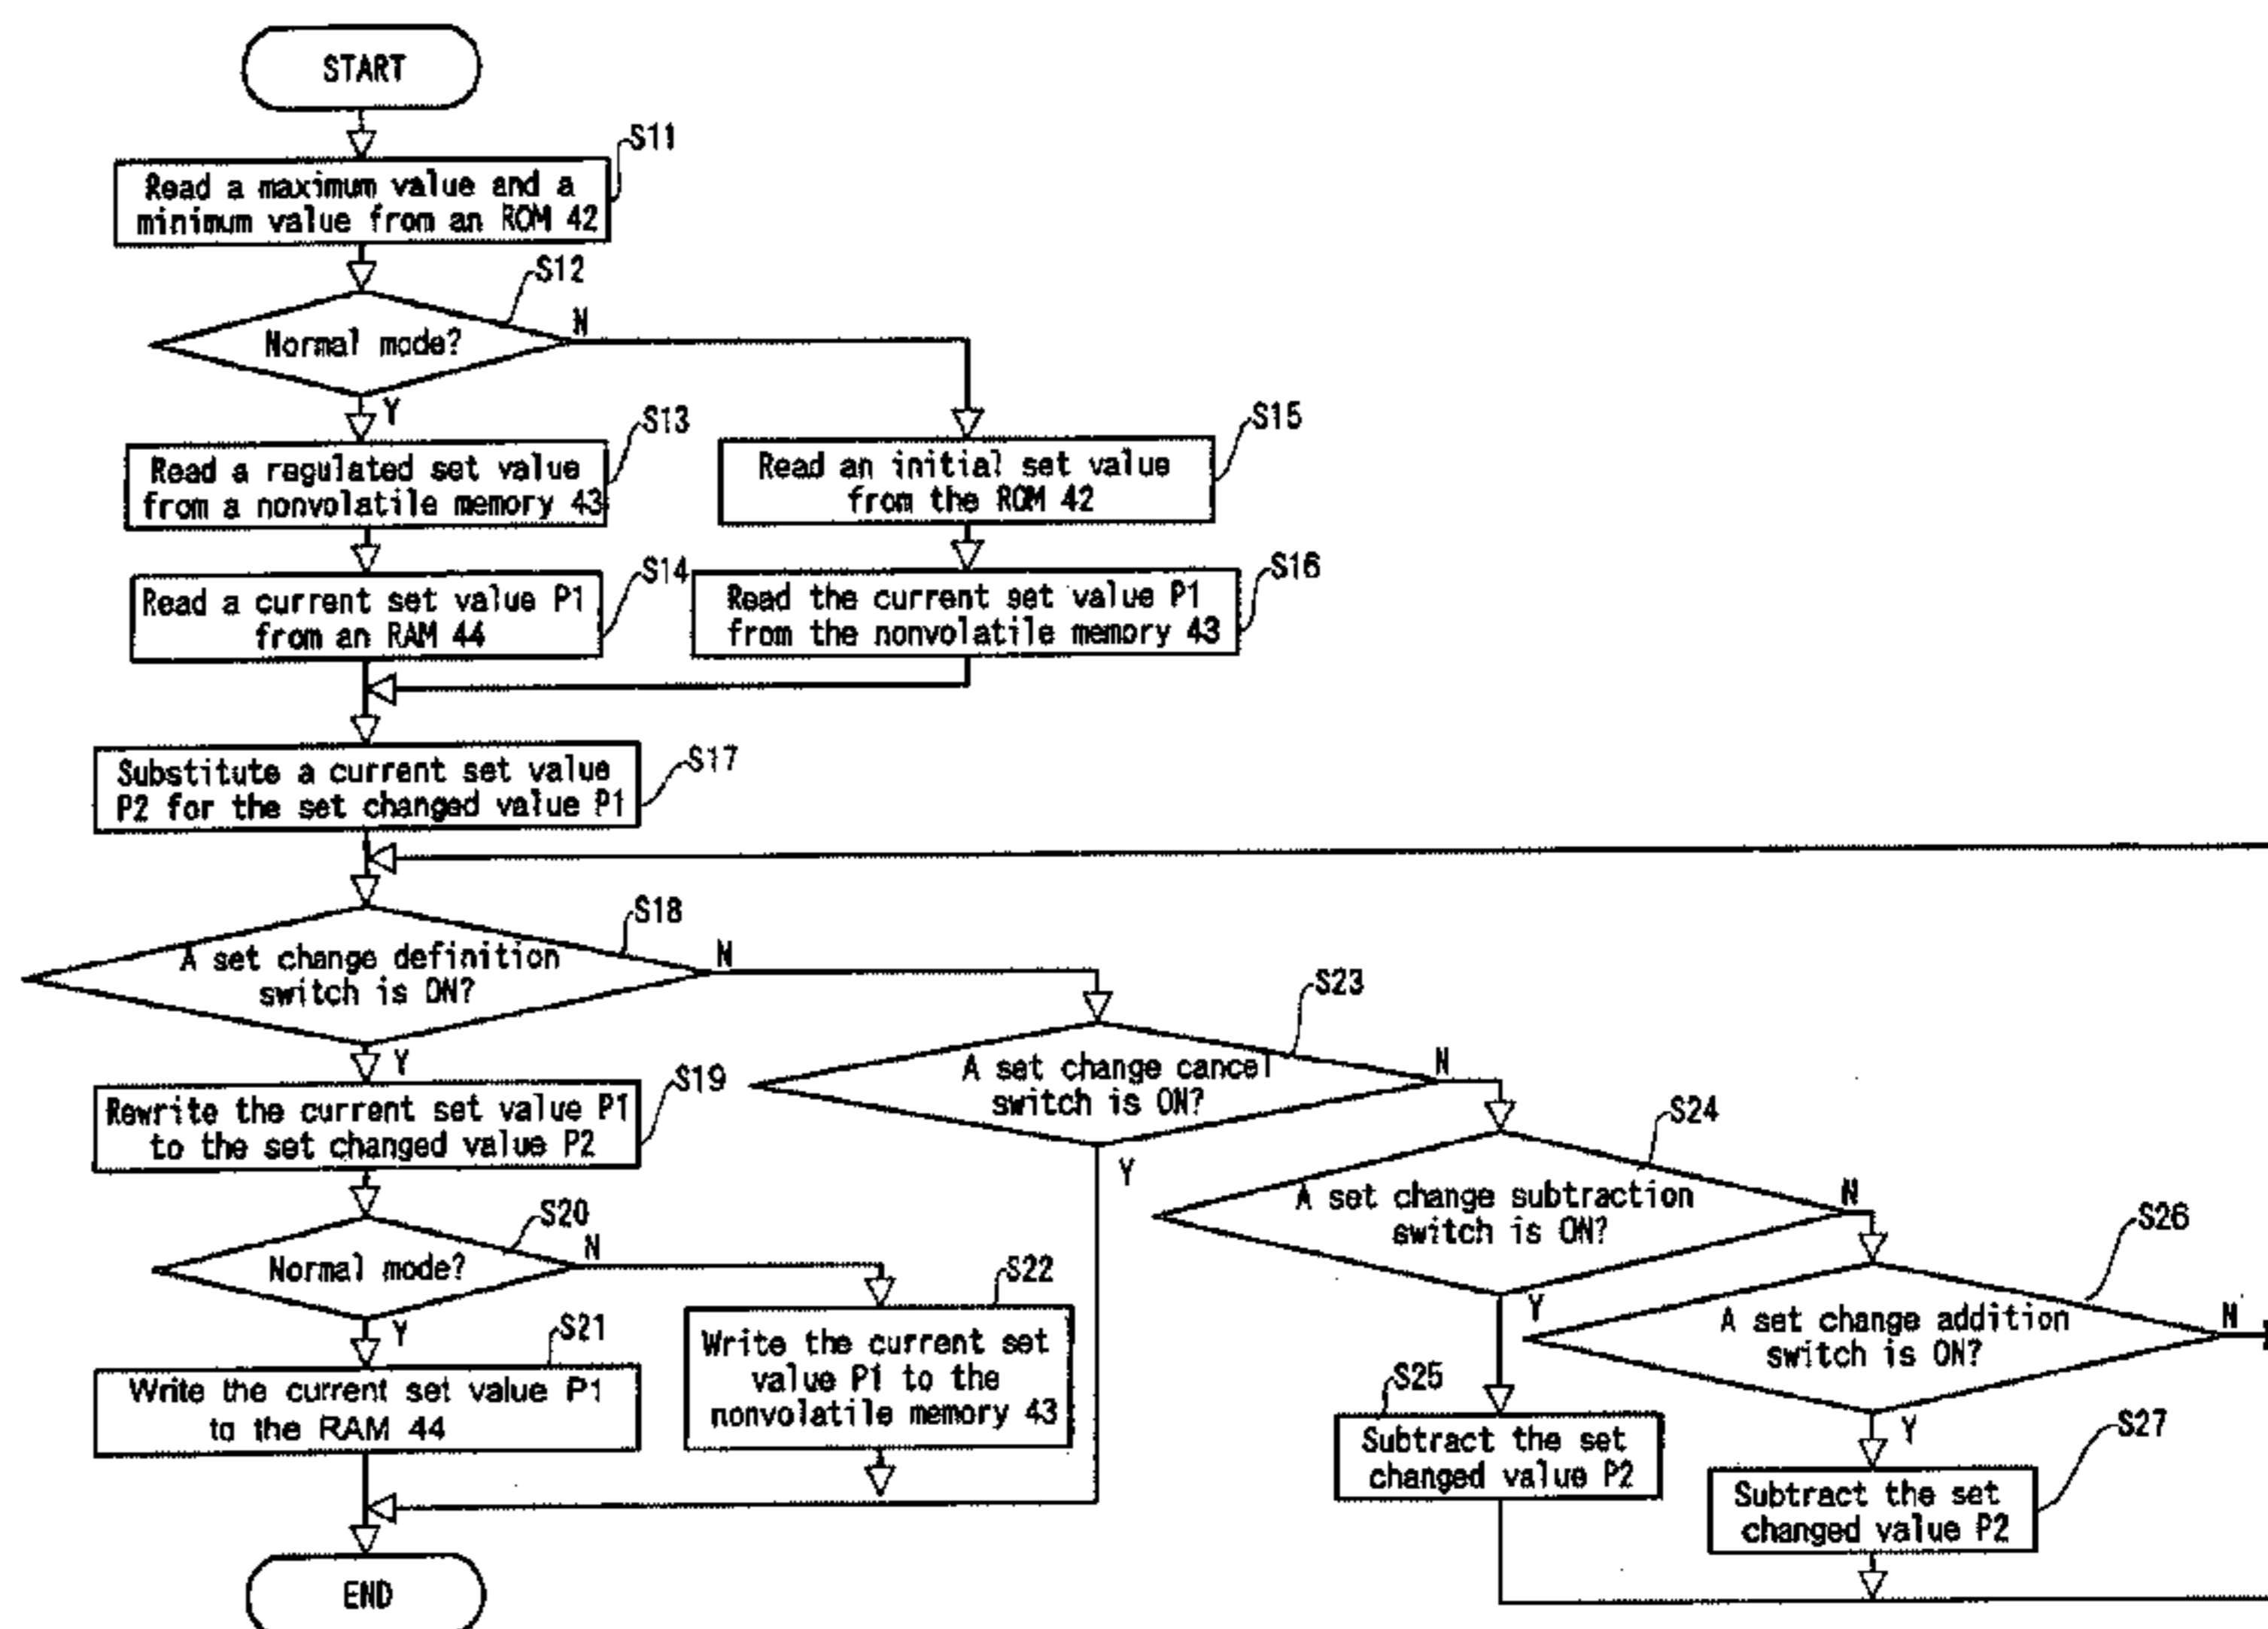 START
S11
Read a maximum value and a
minimum value from an ROM 42
S12
Normal mode?
N
Y
S13
Read a regulated set value
from a nonvolatile memory 43
S15
Read an initial set value
from the ROM 42
S14
Read a current set value P1
from an RAM 44
S16
Read the current set value P1
from the nonvolatile memory 43
S17
Substitute a current set value
P2 for the set changed value P1
S18
A set change definition
switch is ON?
N
Y
S23
A set change cancel
switch is ON?
N
Y
S19
Rewrite the current set value P1
to the set changed value P2
S24
A set change subtraction
switch is ON?
N
Y
S20
Normal mode?
N
Y
S26
A set change addition
switch is ON?
N
Y
S22
Write the current set
value P1 to the
nonvolatile memory 43
S21
Write the current set value P1
to the RAM 44
S25
Subtract the set
changed value P2
S27
Subtract the set
changed value P2
END